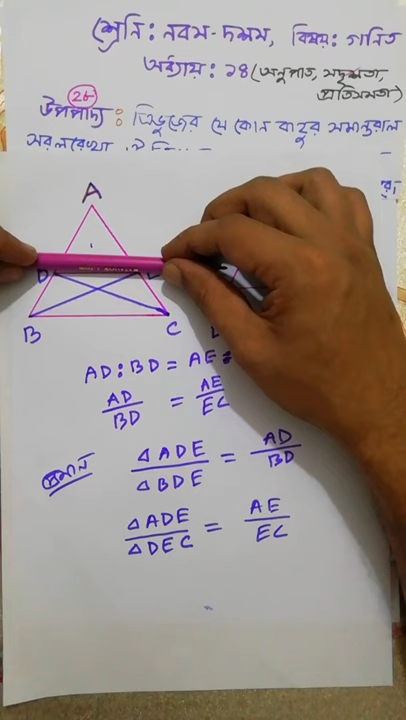 শ্রেনি: নবম-দশম, বিষয়: গানিত
অধ্যায়: ১৪ (অনুপাত, সদৃশতা,
প্রতিসমতা)
২৮
উপপাদ্য: ত্রিভুজের যে কোন বাহুর সমান্তরাল
সরলরেখা
A
D
B
C
AD:BD = AE:
AD/BD = AE/EC
প্রমান
△ADE/△BDE = AD/BD
△ADE/△DEC = AE/EC